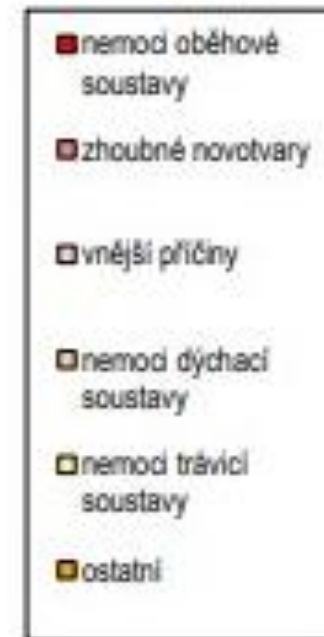 nemoci oběhové
soustavy
zhoubné novotvary
vnější příčiny
nemoci dýchací
soustavy
nemoci trávicí
soustavy
ostatní